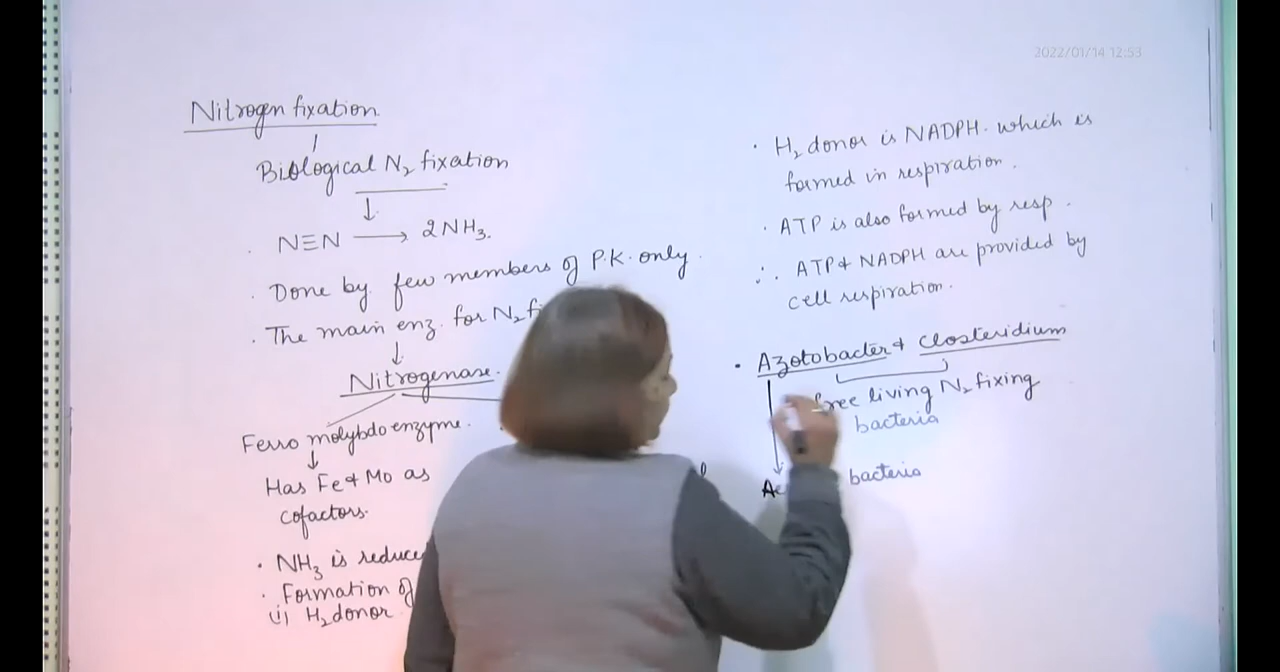 2022/01/14 12:53
Nitrogen fixation
Biological N₂ fixation
↓
· N≡N → 2NH₃.
· Done by few members of P.K. only.
· The main enz. for N₂
↓
Nitrogenase.
Ferro molybdo enzyme.
↓
Has Fe & Mo as
cofactors.
· NH₃ is
· Formation of
(i) H₂ donor
· H₂ donor is NADPH. which is
formed in respiration.
· ATP is also formed by resp.
∴ ATP & NADPH are provided by
cell respiration.
· Azotobacter & Closteridium
free living N₂ fixing
bacteria
bacteria